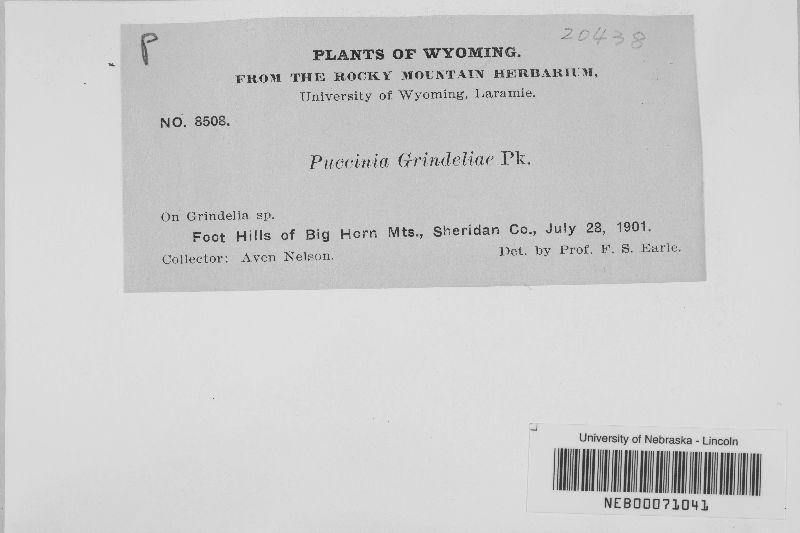 P
20438
PLANTS OF WYOMING.
FROM THE ROCKY MOUNTAIN HERBARIUM,
University of Wyoming, Laramie.
NO. 8508.
Puccinia Grindeliae Pk.
On Grindelia sp.
Foot Hills of Big Horn Mts., Sheridan Co., July 28, 1901.
Collector: Aven Nelson. Det. by Prof. F. S. Earle.
University of Nebraska - Lincoln
NEB00071041